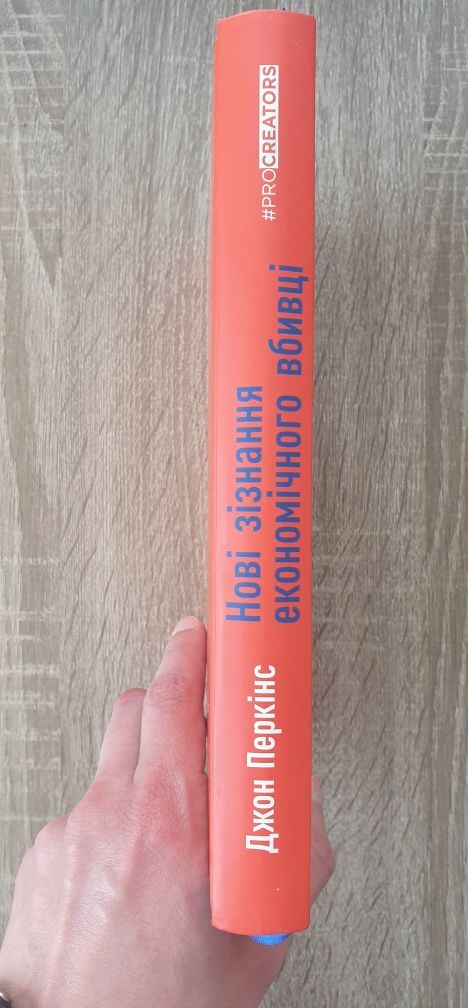 Джон Перкінс
Нові зізнання
економічного вбивці
#PROCREATORS